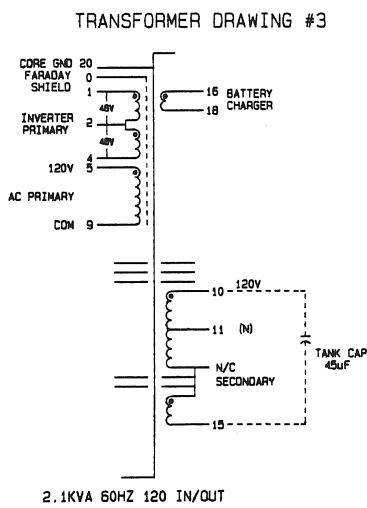 TRANSFORMER DRAWING #3
CORE GND 20
FARADAY 0
SHIELD
1
48V
INVERTER 2
PRIMARY
48V
4
120V 5
AC PRIMARY
COM 9
16 BATTERY
18 CHARGER
10 120V
11 (N)
N/C
SECONDARY
15
TANK CAP
45uF
2.1KVA 60HZ 120 IN/OUT